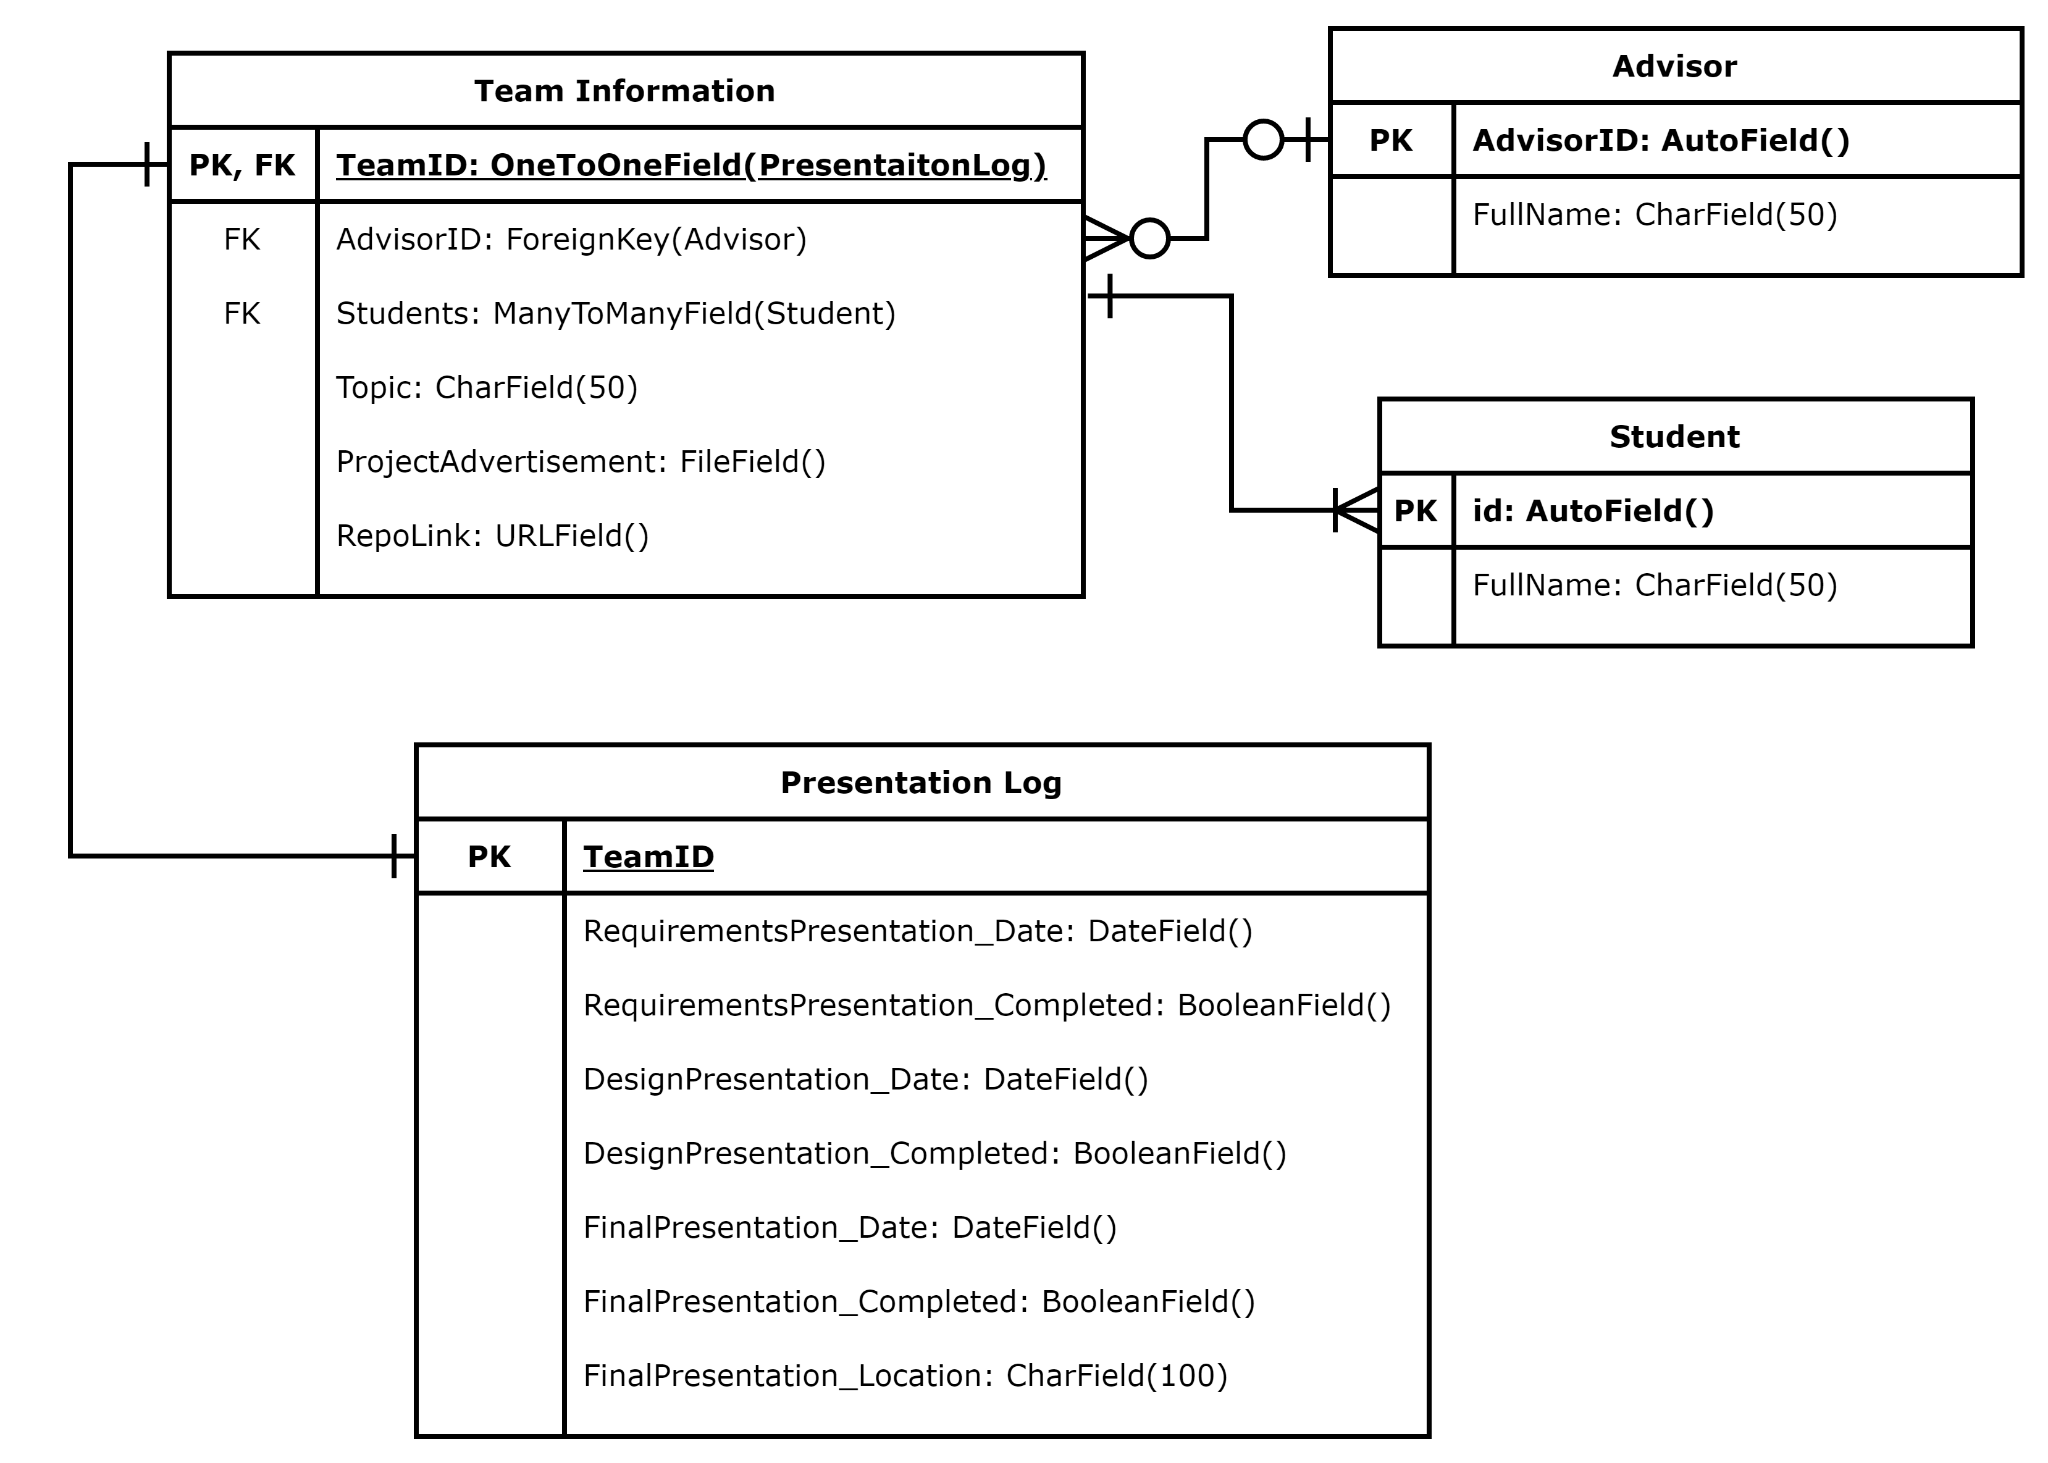 Team Information
PK, FK TeamID: OneToOneField(PresentaitonLog)
FK AdvisorID: ForeignKey(Advisor)
FK Students: ManyToManyField(Student)
Topic: CharField(50)
ProjectAdvertisement: FileField()
RepoLink: URLField()
Advisor
PK AdvisorID: AutoField()
FullName: CharField(50)
Student
PK id: AutoField()
FullName: CharField(50)
Presentation Log
PK TeamID
RequirementsPresentation_Date: DateField()
RequirementsPresentation_Completed: BooleanField()
DesignPresentation_Date: DateField()
DesignPresentation_Completed: BooleanField()
FinalPresentation_Date: DateField()
FinalPresentation_Completed: BooleanField()
FinalPresentation_Location: CharField(100)